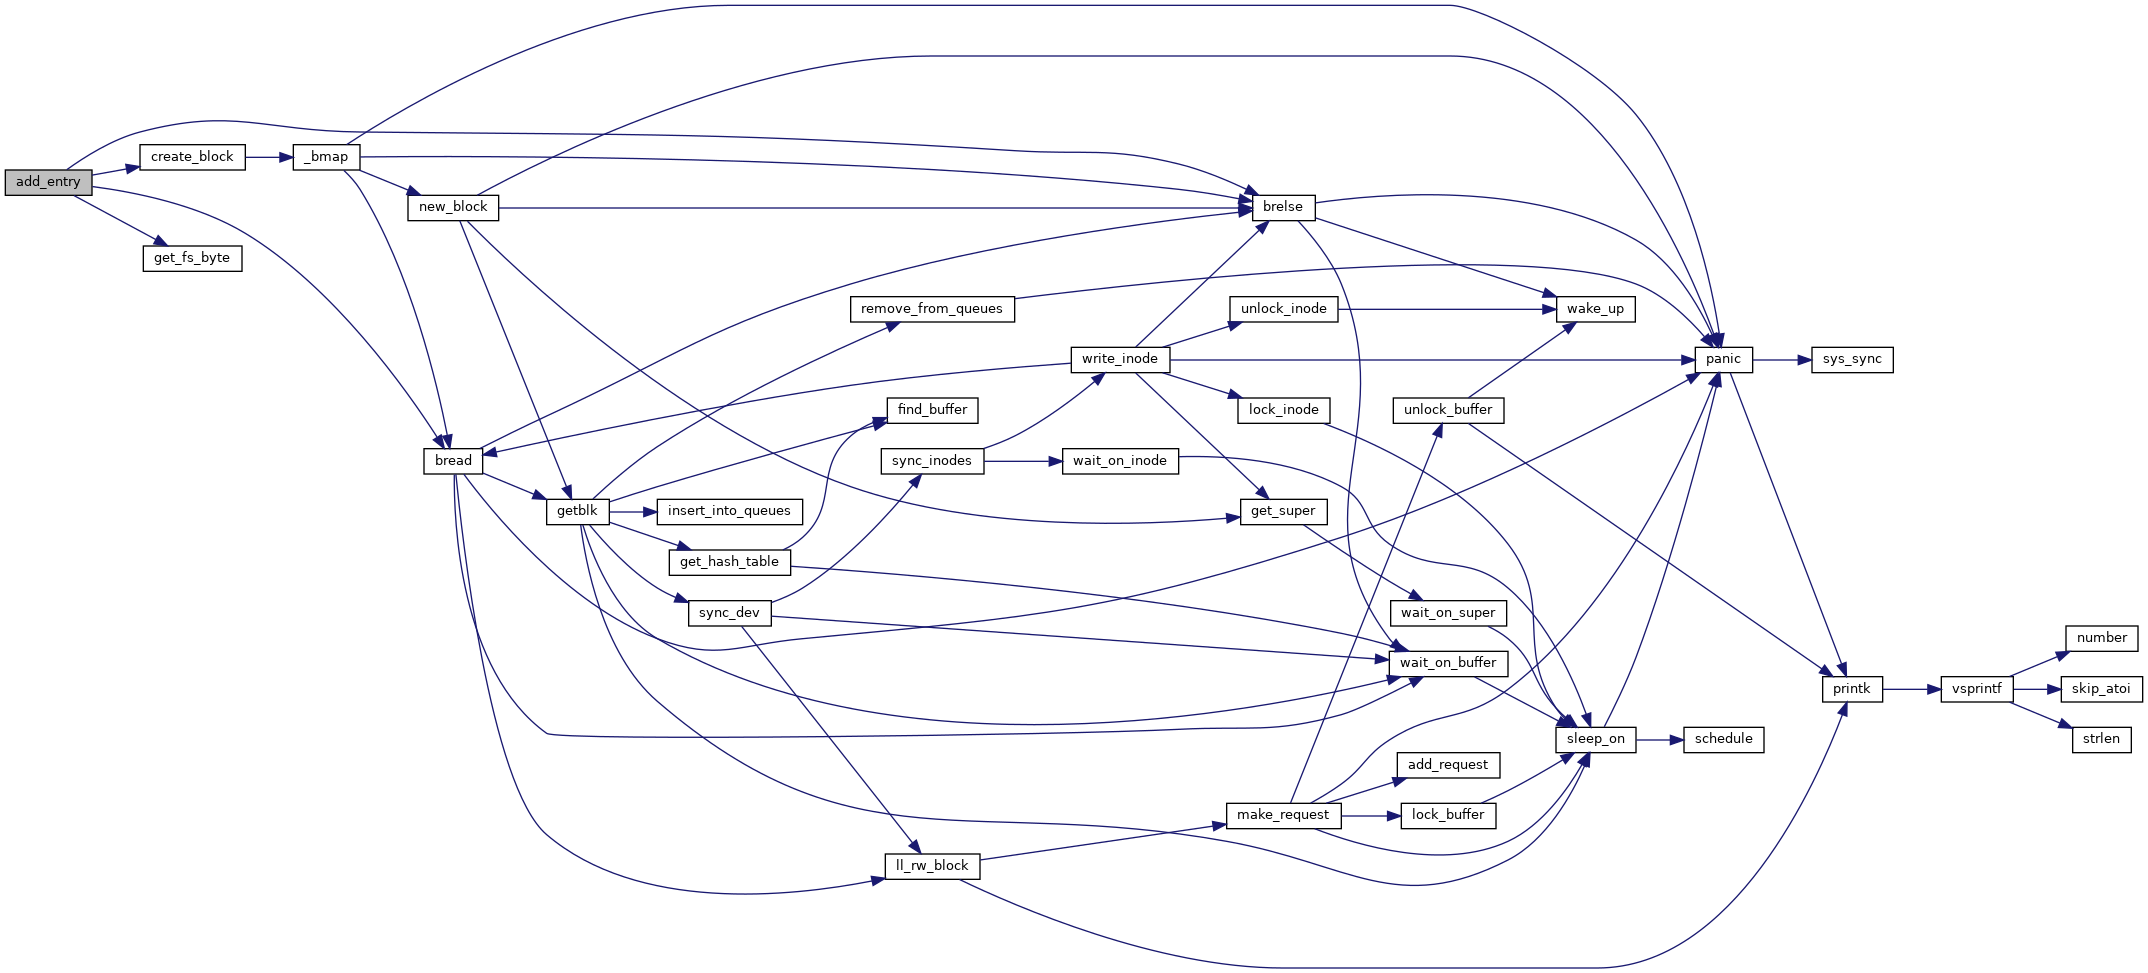 add_entry
create_block
get_fs_byte
_bmap
new_block
bread
getblk
remove_from_queues
find_buffer
insert_into_queues
get_hash_table
sync_inodes
sync_dev
ll_rw_block
write_inode
wait_on_inode
brelse
unlock_inode
lock_inode
get_super
make_request
unlock_buffer
wait_on_super
wait_on_buffer
add_request
lock_buffer
wake_up
sleep_on
panic
schedule
sys_sync
printk
vsprintf
number
skip_atoi
strlen